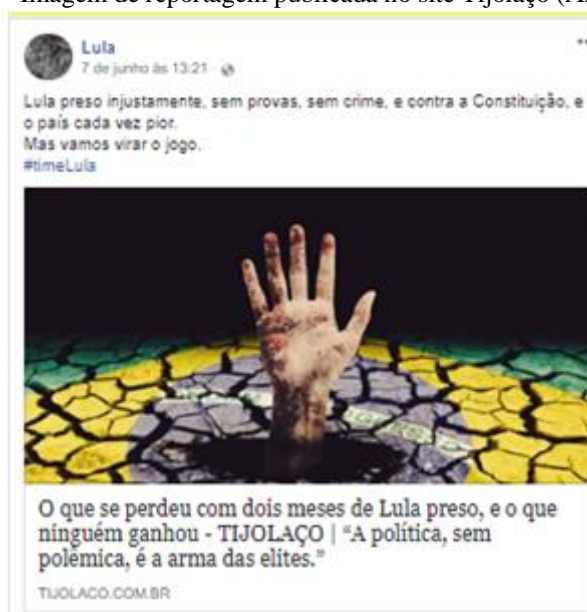 Imagem de reportagem publicada no site Tijolaço
Lula
7 de junho às 13:21
Lula preso injustamente, sem provas, sem crime, e contra a Constituição, e
o país cada vez pior.
Mas vamos virar o jogo.
#timeLula
O que se perdeu com dois meses de Lula preso, e o que
ninguém ganhou - TIJOLAÇO | “A política, sem
polêmica, é a arma das elites.”
TIJOLACO.COM.BR